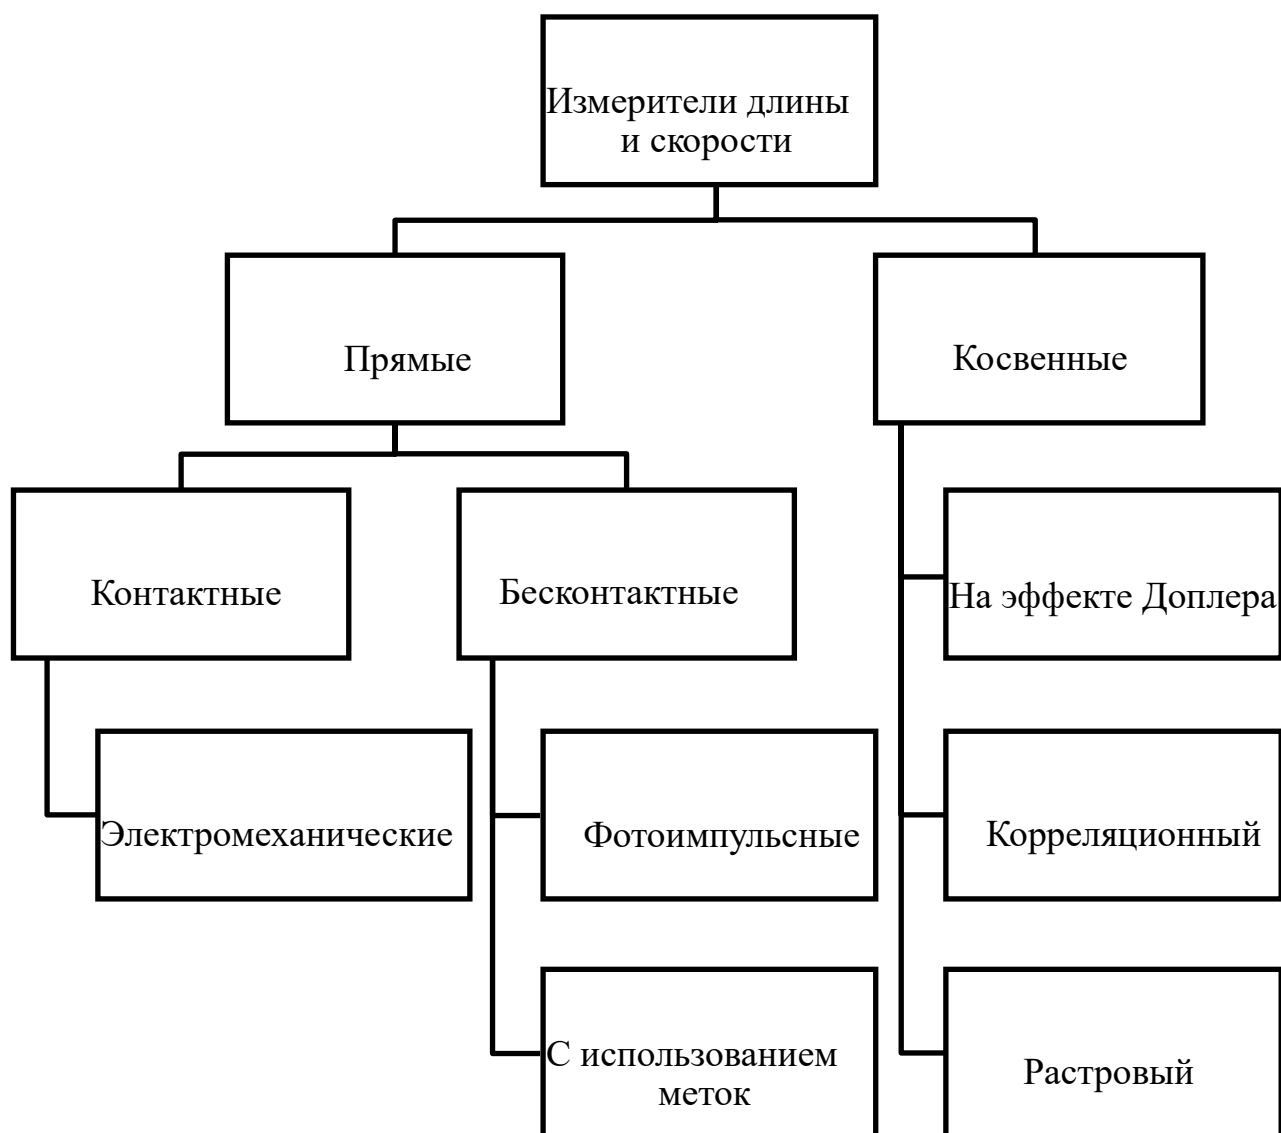 Измерители длины
и скорости
Прямые
Косвенные
Контактные
Бесконтактные
На эффекте Доплера
Электромеханические
Фотоимпульсные
Корреляционный
С использованием
меток
Растровый